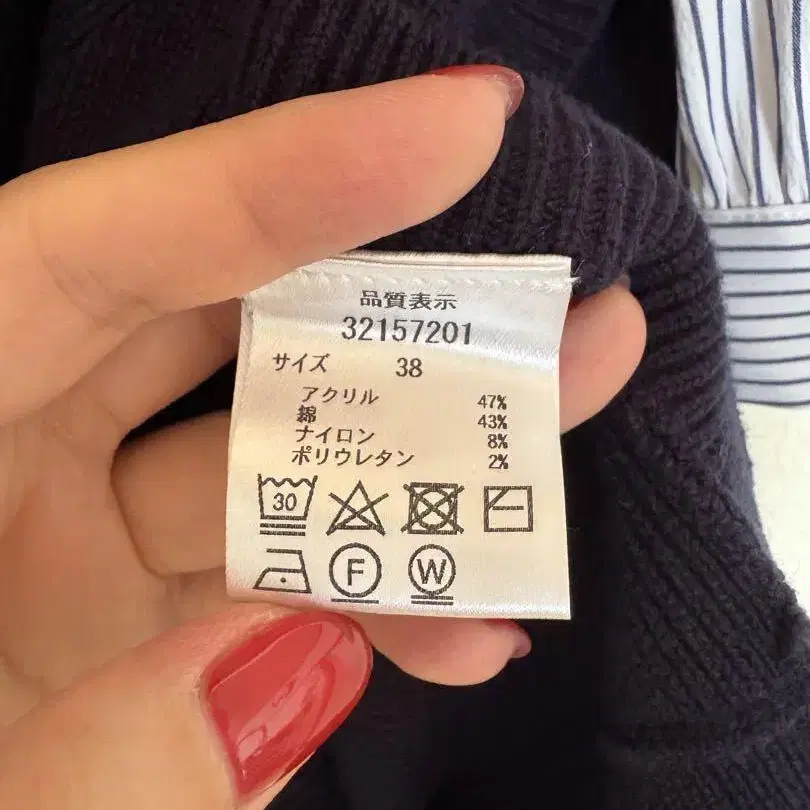 品質表示
32157201
サイズ 38
アクリル 47%
綿 43%
ナイロン 8%
ポリウレタン 2%
30
F W